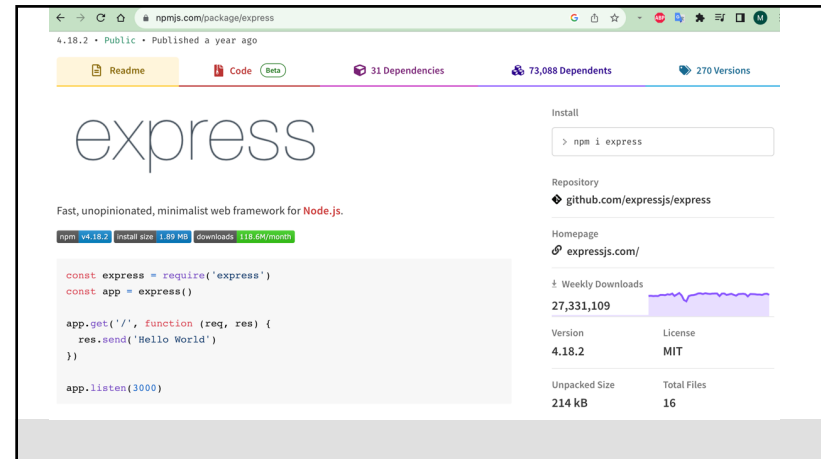 npmjs.com/package/express
ABP
M
4.18.2 • Public • Published a year ago
Readme
Code Beta
31 Dependencies
73,088 Dependents
270 Versions
express
Fast, unopinionated, minimalist web framework for Node.js.
npm v4.18.2 install size 1.89 MB downloads 118.6M/month
const express = require('express')
const app = express()
app.get('/', function (req, res) {
res.send('Hello World')
})
app.listen(3000)
Install
> npm i express
Repository
github.com/expressjs/express
Homepage
expressjs.com/
Weekly Downloads
27,331,109
Version License
4.18.2 MIT
Unpacked Size Total Files
214 kB 16